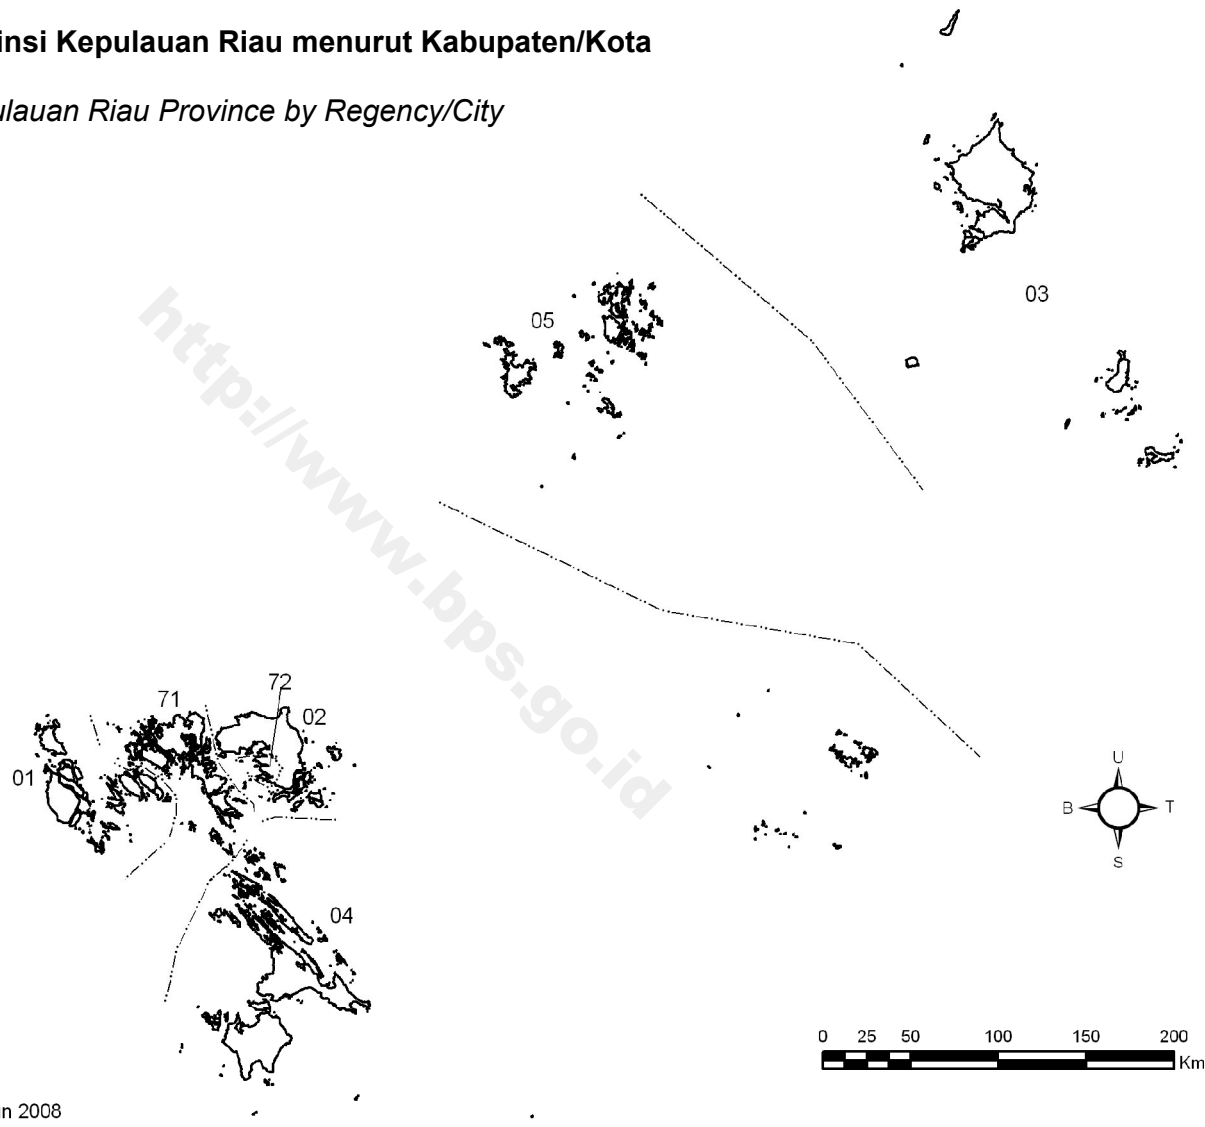 insi Kepulauan Riau menurut Kabupaten/Kota
ulauan Riau Province by Regency/City
03
05
http://www.bps.go.id
72
71
02
01
U
B
T
S
04
0 25 50 100 150 200
Km
n 2008